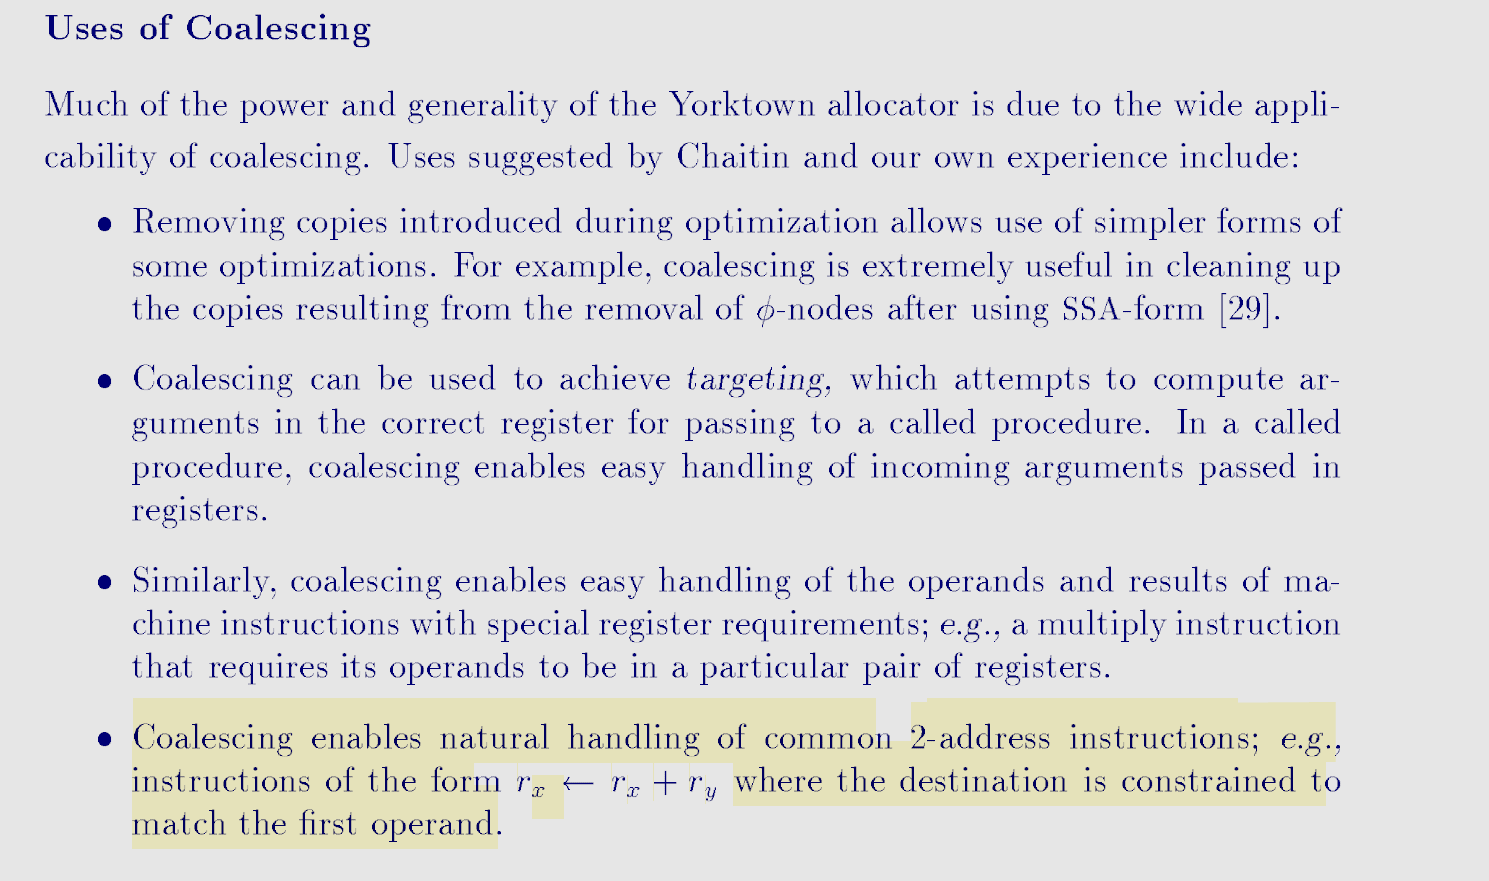 Uses of Coalescing
Much of the power and generality of the Yorktown allocator is due to the wide appli-
cability of coalescing. Uses suggested by Chaitin and our own experience include:
• Removing copies introduced during optimization allows use of simpler forms of
some optimizations. For example, coalescing is extremely useful in cleaning up
the copies resulting from the removal of ϕ-nodes after using SSA-form [29].
• Coalescing can be used to achieve targeting, which attempts to compute ar-
guments in the correct register for passing to a called procedure. In a called
procedure, coalescing enables easy handling of incoming arguments passed in
registers.
• Similarly, coalescing enables easy handling of the operands and results of ma-
chine instructions with special register requirements; e.g., a multiply instruction
that requires its operands to be in a particular pair of registers.
• Coalescing enables natural handling of common 2-address instructions; e.g.,
instructions of the form rₓ ← rₓ + r_y where the destination is constrained to
match the first operand.